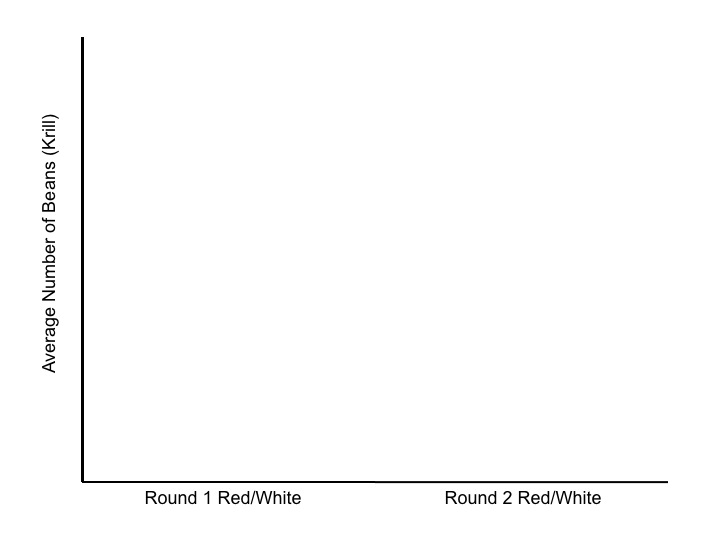 Average Number of Beans (Krill)
Round 1 Red/White
Round 2 Red/White